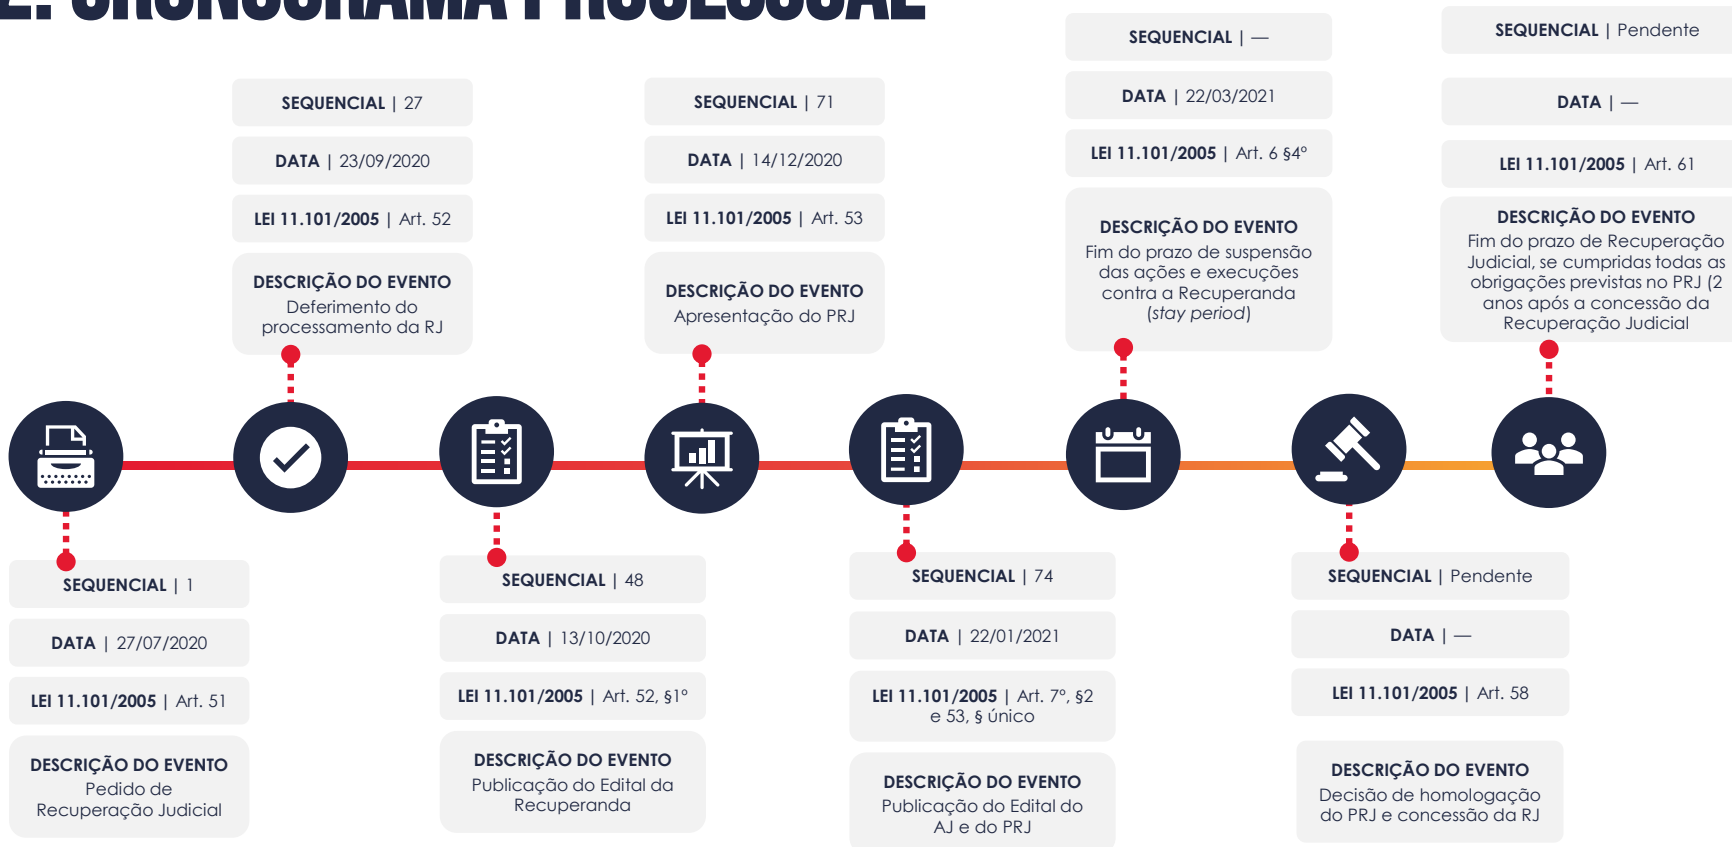 2. CRONOGRAMA PROCESSUAL
SEQUENCIAL | 1
DATA | 27/07/2020
LEI 11.101/2005 | Art. 51
DESCRIÇÃO DO EVENTO
Pedido de
Recuperação Judicial
SEQUENCIAL | 27
DATA | 23/09/2020
LEI 11.101/2005 | Art. 52
DESCRIÇÃO DO EVENTO
Deferimento do
processamento da RJ
SEQUENCIAL | 48
DATA | 13/10/2020
LEI 11.101/2005 | Art. 52, §1º
DESCRIÇÃO DO EVENTO
Publicação do Edital da
Recuperanda
SEQUENCIAL | 71
DATA | 14/12/2020
LEI 11.101/2005 | Art. 53
DESCRIÇÃO DO EVENTO
Apresentação do PRJ
SEQUENCIAL | 74
DATA | 22/01/2021
LEI 11.101/2005 | Art. 7º, §2
e 53, § único
DESCRIÇÃO DO EVENTO
Publicação do Edital do
AJ e do PRJ
SEQUENCIAL | —
DATA | 22/03/2021
LEI 11.101/2005 | Art. 6 §4º
DESCRIÇÃO DO EVENTO
Fim do prazo de suspensão
das ações e execuções
contra a Recuperanda
(stay period)
SEQUENCIAL | Pendente
DATA | —
LEI 11.101/2005 | Art. 58
DESCRIÇÃO DO EVENTO
Decisão de homologação
do PRJ e concessão da RJ
SEQUENCIAL | Pendente
DATA | —
LEI 11.101/2005 | Art. 61
DESCRIÇÃO DO EVENTO
Fim do prazo de Recuperação
Judicial, se cumpridas todas as
obrigações previstas no PRJ (2
anos após a concessão da
Recuperação Judicial